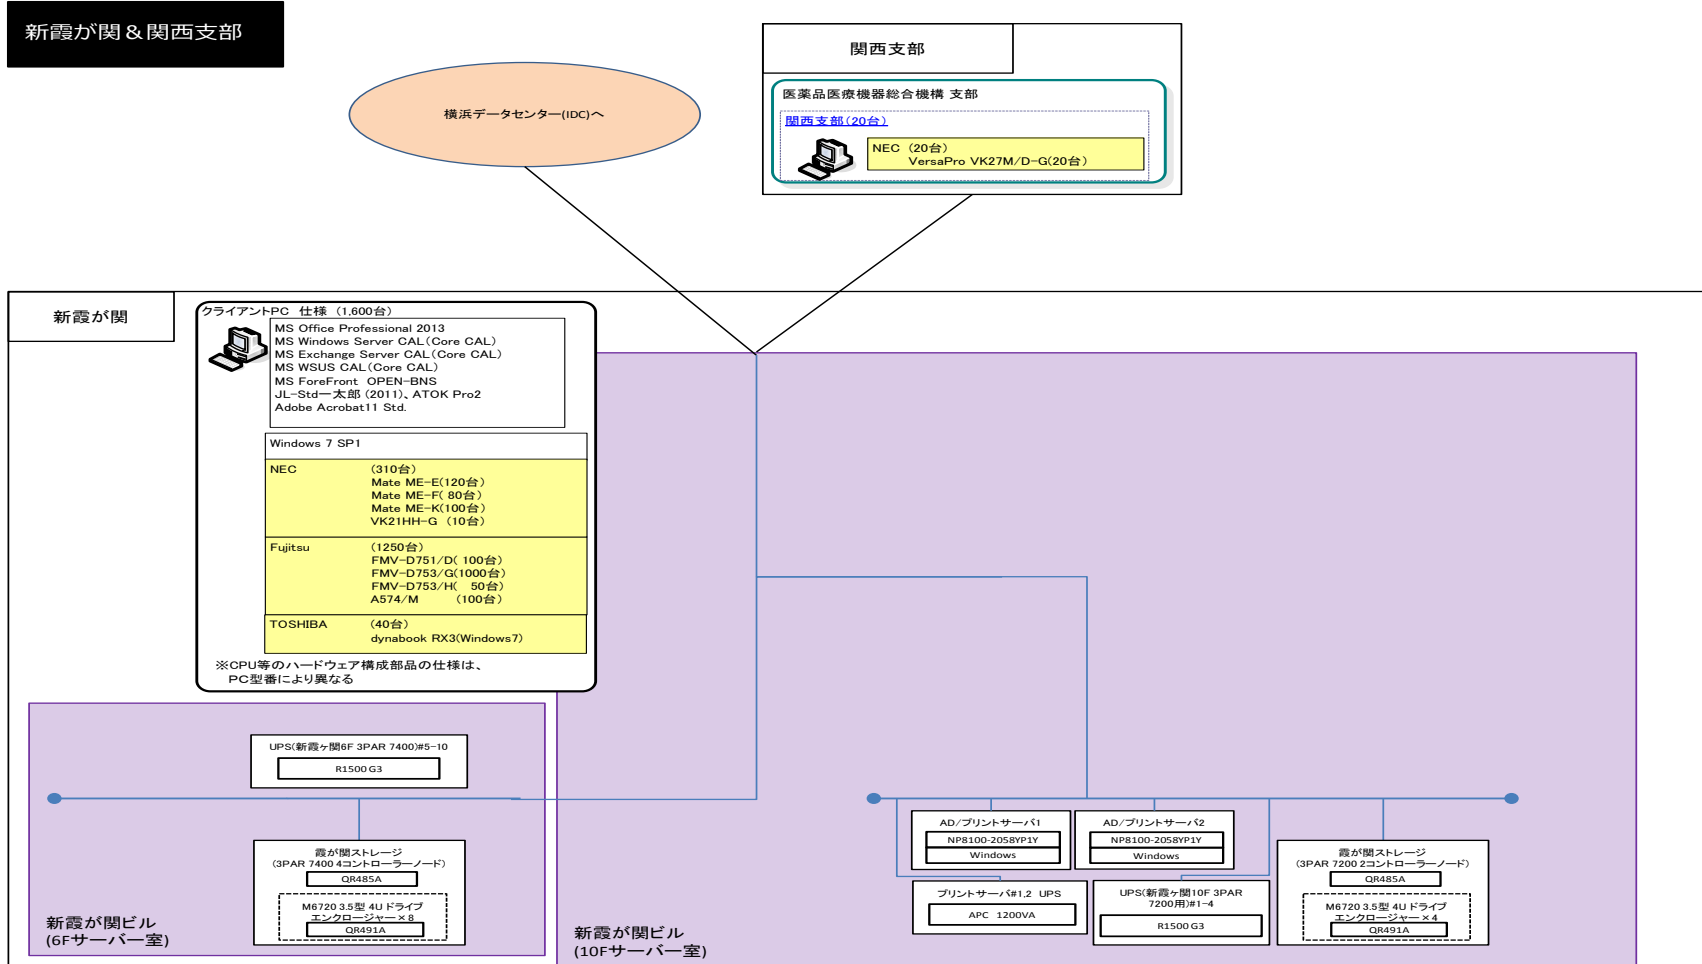 新霞が関＆関西支部
横浜データセンター(IDC)へ
関西支部
医薬品医療機器総合機構 支部
関西支部(20台)
NEC (20台)
VersaPro VK27M/D-G(20台)
新霞が関
クライアントPC 仕様 (1,600台)
MS Office Professional 2013
MS Windows Server CAL(Core CAL)
MS Exchange Server CAL(Core CAL)
MS WSUS CAL(Core CAL)
MS ForeFront OPEN-BNS
JL-Std一太郎 (2011)、ATOK Pro2
Adobe Acrobat11 Std.
Windows 7 SP1
NEC (310台)
Mate ME-E(120台)
Mate ME-F( 80台)
Mate ME-K(100台)
VK21HH-G (10台)
Fujitsu (1250台)
FMV-D751/D( 100台)
FMV-D753/G(1000台)
FMV-D753/H( 50台)
A574/M (100台)
TOSHIBA (40台)
dynabook RX3(Windows7)
※CPU等のハードウェア構成部品の仕様は、
PC型番により異なる
UPS(新霞ヶ関6F 3PAR 7400)#5-10
R1500 G3
霞が関ストレージ
(3PAR 7400 4コントローラーノード)
QR485A
M6720 3.5型 4U ドライブ
エンクロージャー×8
QR491A
新霞が関ビル
(6Fサーバー室)
AD/プリントサーバ1
NP8100-2058YP1Y
Windows
AD/プリントサーバ2
NP8100-2058YP1Y
Windows
プリントサーバ#1,2 UPS
APC 1200VA
UPS(新霞ヶ関10F 3PAR
7200用)#1-4
R1500 G3
霞が関ストレージ
(3PAR 7200 2コントローラーノード)
QR485A
M6720 3.5型 4U ドライブ
エンクロージャー×4
QR491A
新霞が関ビル
(10Fサーバー室)